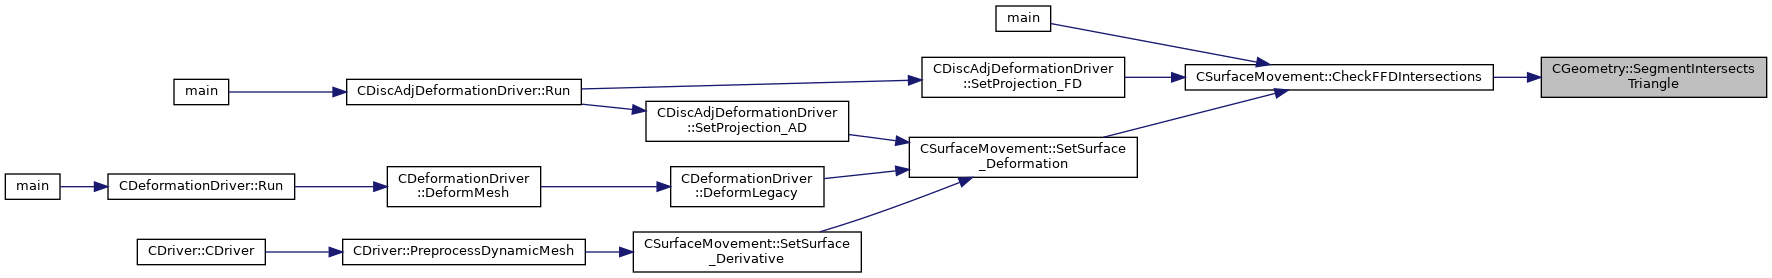 main
CDiscAdjDeformationDriver
::SetProjection_FD
CSurfaceMovement::CheckFFDIntersections
CGeometry::SegmentIntersects
Triangle
main
CDiscAdjDeformationDriver::Run
CDiscAdjDeformationDriver
::SetProjection_AD
CSurfaceMovement::SetSurface
_Deformation
main
CDeformationDriver::Run
CDeformationDriver
::DeformMesh
CDeformationDriver
::DeformLegacy
CDriver::CDriver
CDriver::PreprocessDynamicMesh
CSurfaceMovement::SetSurface
_Derivative